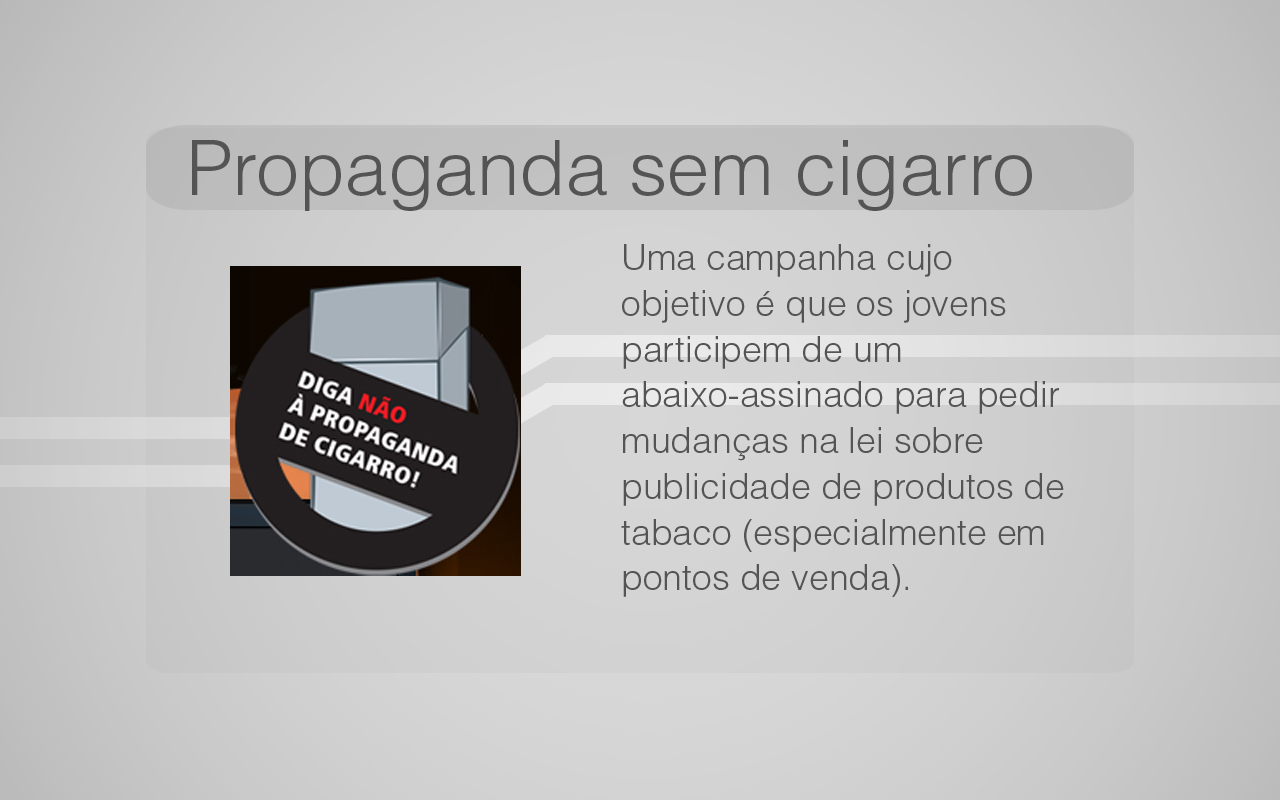 Propaganda sem cigarro
DIGA NÃO
À PROPAGANDA
DE CIGARRO!
Uma campanha cujo
objetivo é que os jovens
participem de um
abaixo-assinado para pedir
mudanças na lei sobre
publicidade de produtos de
tabaco (especialmente em
pontos de venda).